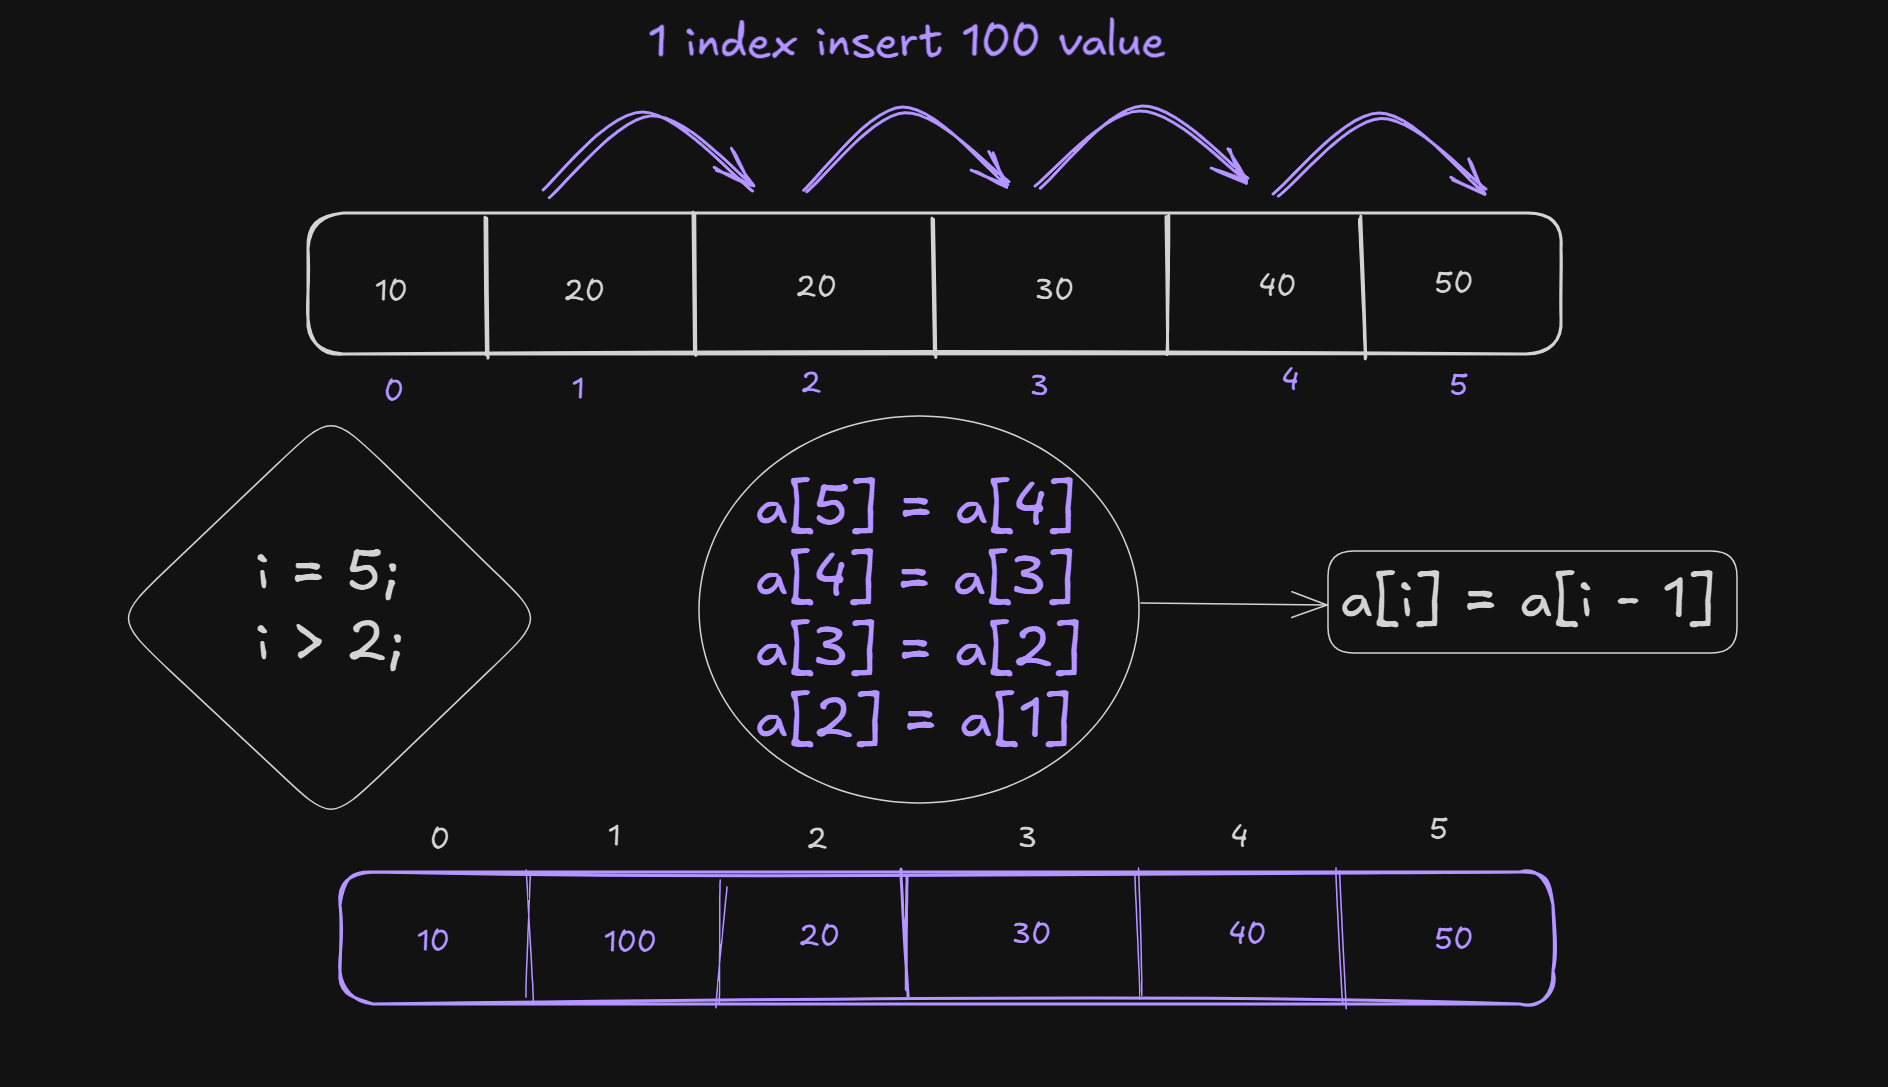 1 index insert 100 value
10 20 20 30 40 50
0 1 2 3 4 5
i = 5;
i > 2;
a[5] = a[4]
a[4] = a[3]
a[3] = a[2]
a[2] = a[1]
a[i] = a[i - 1]
0 1 2 3 4 5
10 100 20 30 40 50